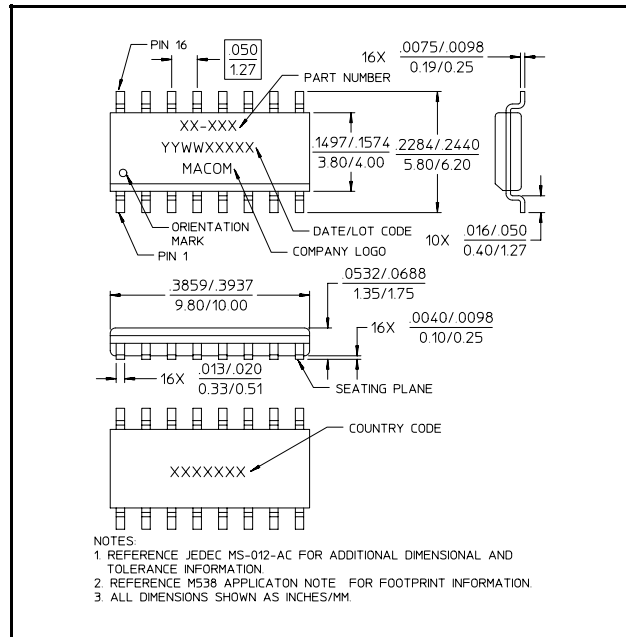 PIN 16
.050
1.27
PART NUMBER
16X .0075/.0098
0.19/0.25
XX-XXX
YYWWXXXXX
MACOM
.1497/.1574
3.80/4.00
.2284/.2440
5.80/6.20
ORIENTATION
MARK
PIN 1
DATE/LOT CODE
COMPANY LOGO
10X .016/.050
0.40/1.27
.3859/.3937
9.80/10.00
.0532/.0688
1.35/1.75
16X .0040/.0098
0.10/0.25
16X .013/.020
0.33/0.51
SEATING PLANE
COUNTRY CODE
XXXXXXX
NOTES:
1. REFERENCE JEDEC MS-012-AC FOR ADDITIONAL DIMENSIONAL AND
TOLERANCE INFORMATION.
2. REFERENCE M538 APPLICATON NOTE FOR FOOTPRINT INFORMATION.
3. ALL DIMENSIONS SHOWN AS INCHES/MM.